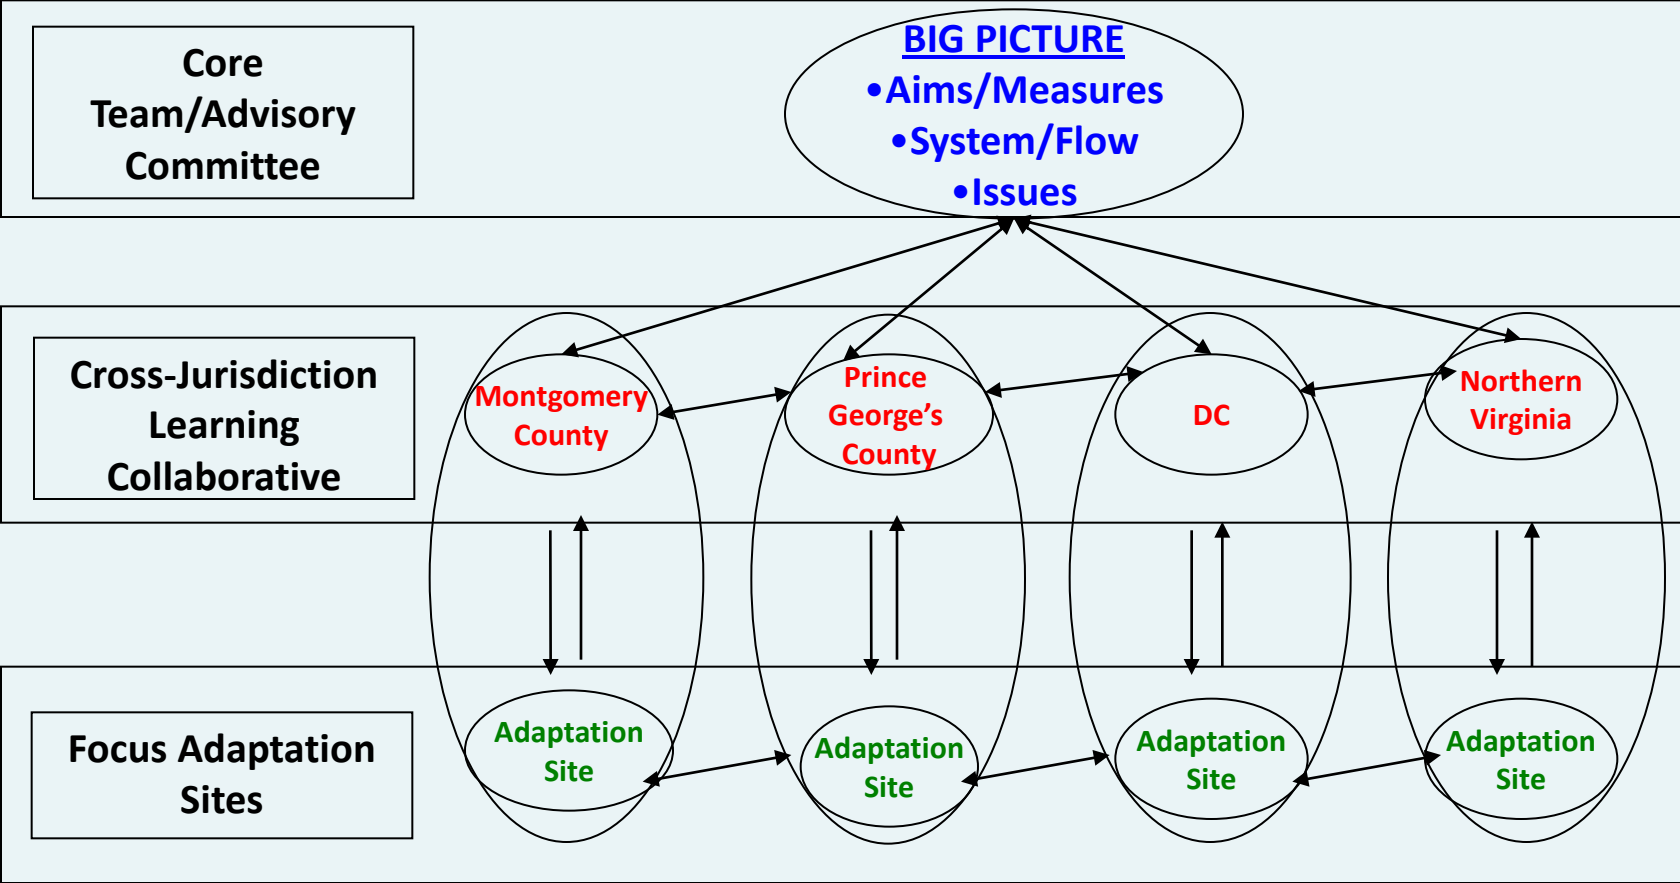 Core
Team/Advisory
Committee
BIG PICTURE
•Aims/Measures
•System/Flow
•Issues
Cross-Jurisdiction
Learning
Collaborative
Montgomery
County
Prince
George’s
County
DC
Northern
Virginia
Focus Adaptation
Sites
Adaptation
Site
Adaptation
Site
Adaptation
Site
Adaptation
Site